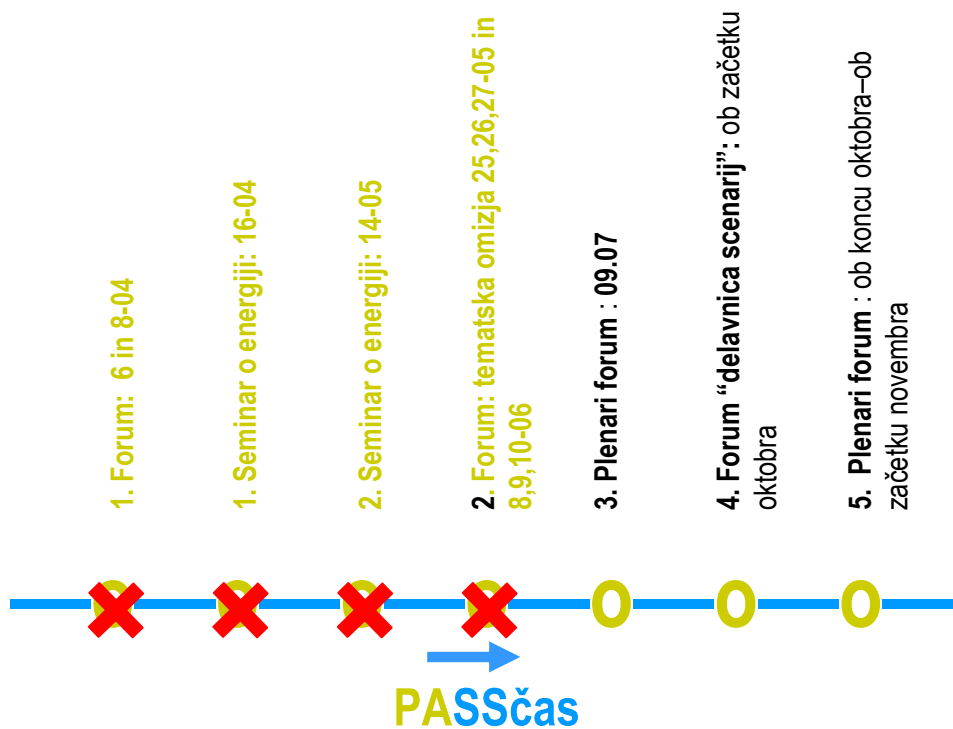 1. Forum: 6 in 8-04
1. Seminar o energiji: 16-04
2. Seminar o energiji: 14-05
2. Forum: tematska omizja 25,26,27-05 in
8,9,10-06
3. Plenari forum : 09.07
4. Forum “delavnica scenarij”: ob začetku
oktobra
5. Plenari forum : ob koncu oktobra–ob
začetku novembra
PASSčas